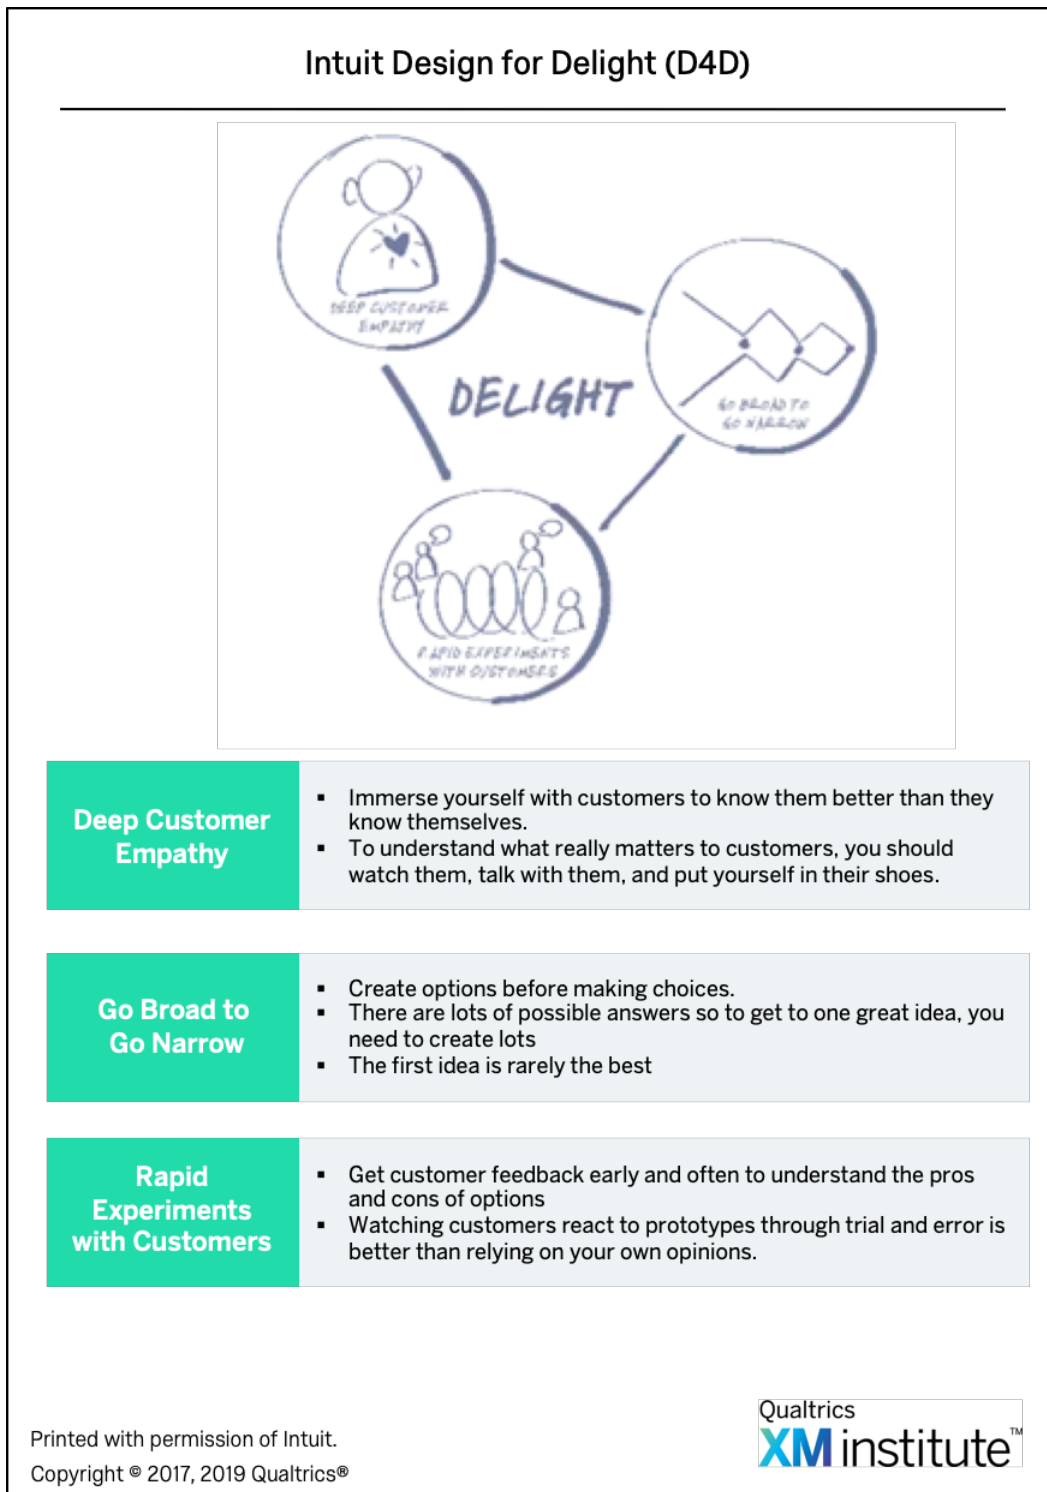 Intuit Design for Delight (D4D)
DEEP CUSTOMER
EMPATHY
DELIGHT
GO BROAD TO
GO NARROW
RAPID EXPERIMENTS
WITH CUSTOMERS
Deep Customer
Empathy
▪ Immerse yourself with customers to know them better than they
know themselves.
▪ To understand what really matters to customers, you should
watch them, talk with them, and put yourself in their shoes.
Go Broad to
Go Narrow
▪ Create options before making choices.
▪ There are lots of possible answers so to get to one great idea, you
need to create lots
▪ The first idea is rarely the best
Rapid
Experiments
with Customers
▪ Get customer feedback early and often to understand the pros
and cons of options
▪ Watching customers react to prototypes through trial and error is
better than relying on your own opinions.
Printed with permission of Intuit.
Copyright © 2017, 2019 Qualtrics®
Qualtrics
XM institute™